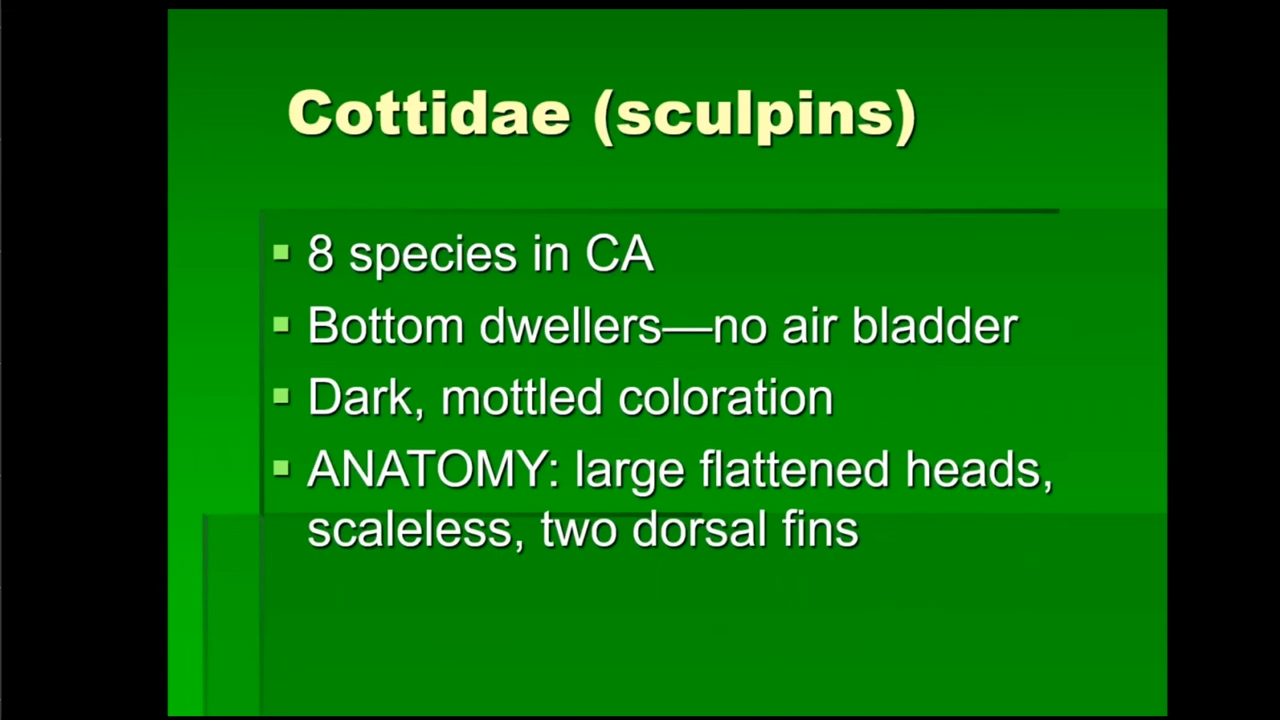 Cottidae (sculpins)
8 species in CA
Bottom dwellers—no air bladder
Dark, mottled coloration
ANATOMY: large flattened heads,
scaleless, two dorsal fins